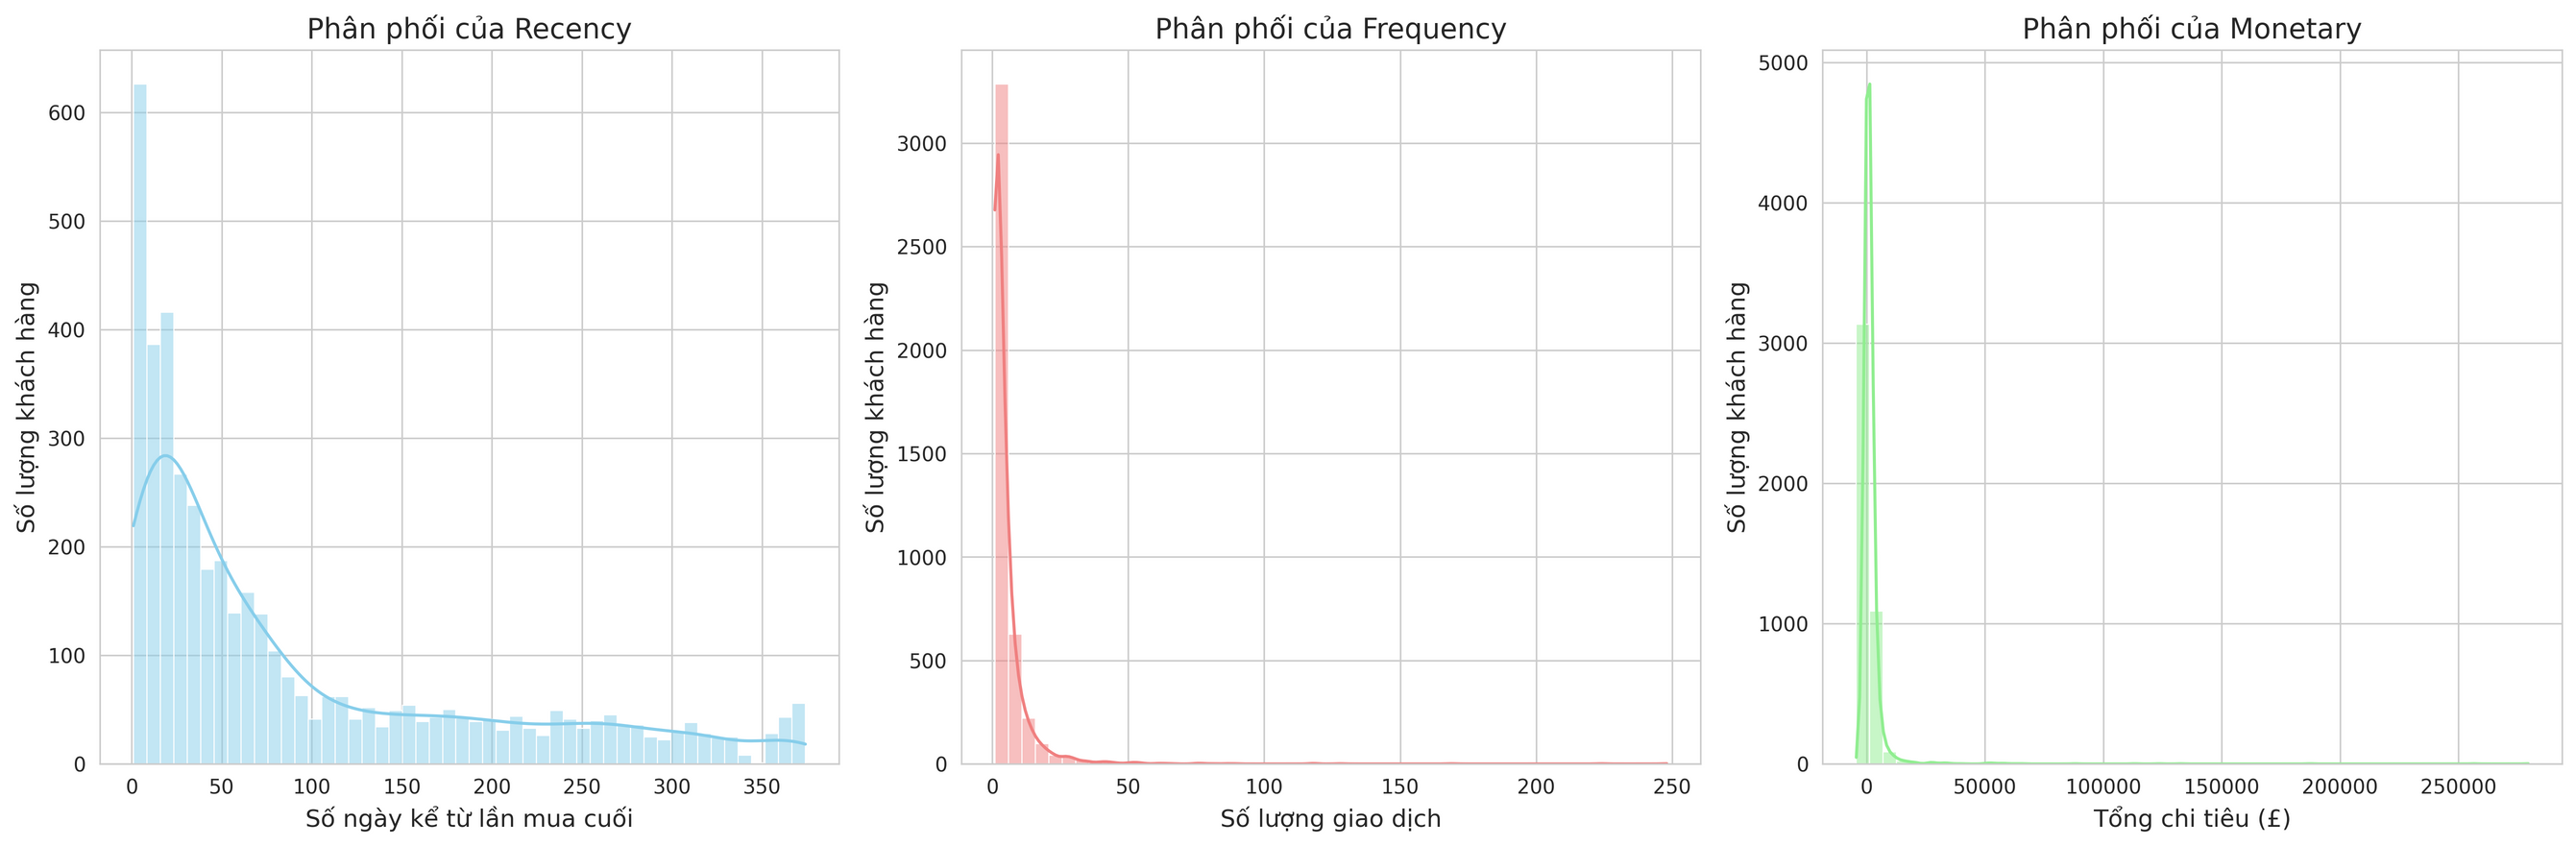 Phân phối của Recency
600
500
400
300
200
100
0
Số lượng khách hàng
0 50 100 150 200 250 300 350
Số ngày kể từ lần mua cuối
Phân phối của Frequency
3000
2500
2000
1500
1000
500
0
Số lượng khách hàng
0 50 100 150 200 250
Số lượng giao dịch
Phân phối của Monetary
5000
4000
3000
2000
1000
0
Số lượng khách hàng
0 50000 100000 150000 200000 250000
Tổng chi tiêu (£)